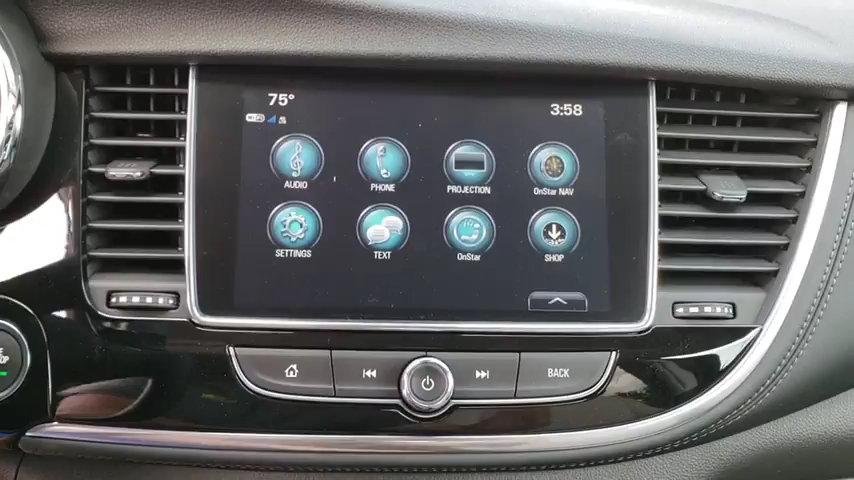 75°
3:58
AUDIO
PHONE
PROJECTION
OnStar NAV
SETTINGS
TEXT
OnStar
SHOP
BACK